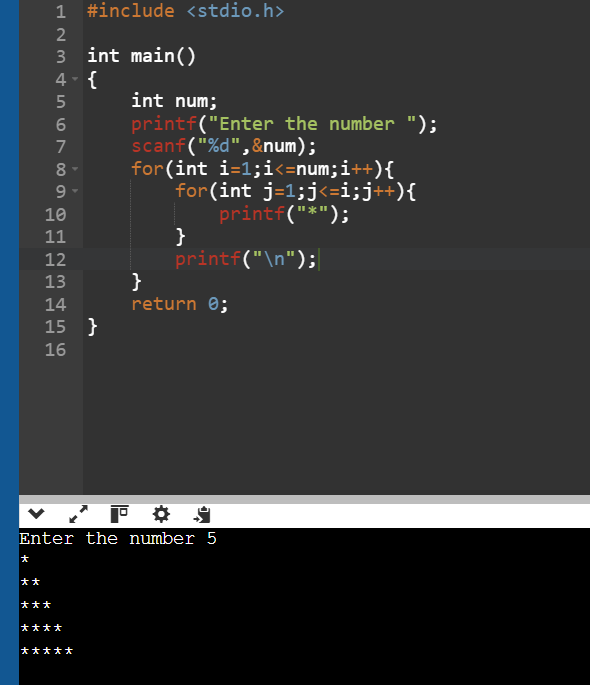 1 #include <stdio.h>
2
3 int main()
4 {
5     int num;
6     printf("Enter the number ");
7     scanf("%d",&num);
8     for(int i=1;i<=num;i++){
9         for(int j=1;j<=i;j++){
10             printf("*");
11         }
12         printf("\n");
13     }
14     return 0;
15 }
16
Enter the number 5
*
**
***
****
*****